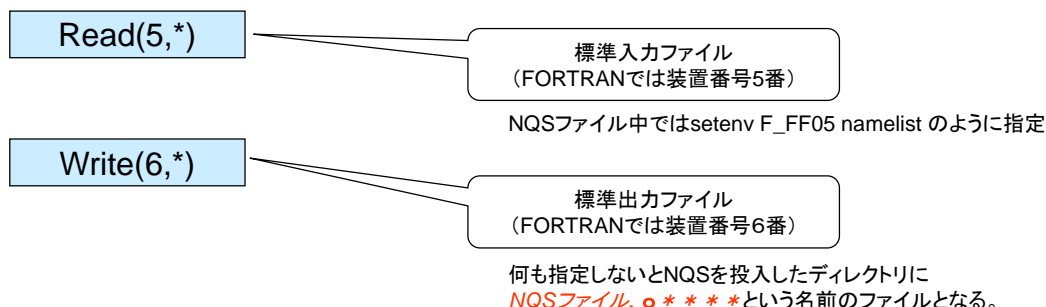 Read(5,*)
標準入力ファイル
(FORTRANでは装置番号5番)
NQSファイル中ではsetenv F_FF05 namelist のように指定
Write(6,*)
標準出力ファイル
(FORTRANでは装置番号6番)
何も指定しないとNQSを投入したディレクトリに
NQSファイル. o****という名前のファイルとなる。